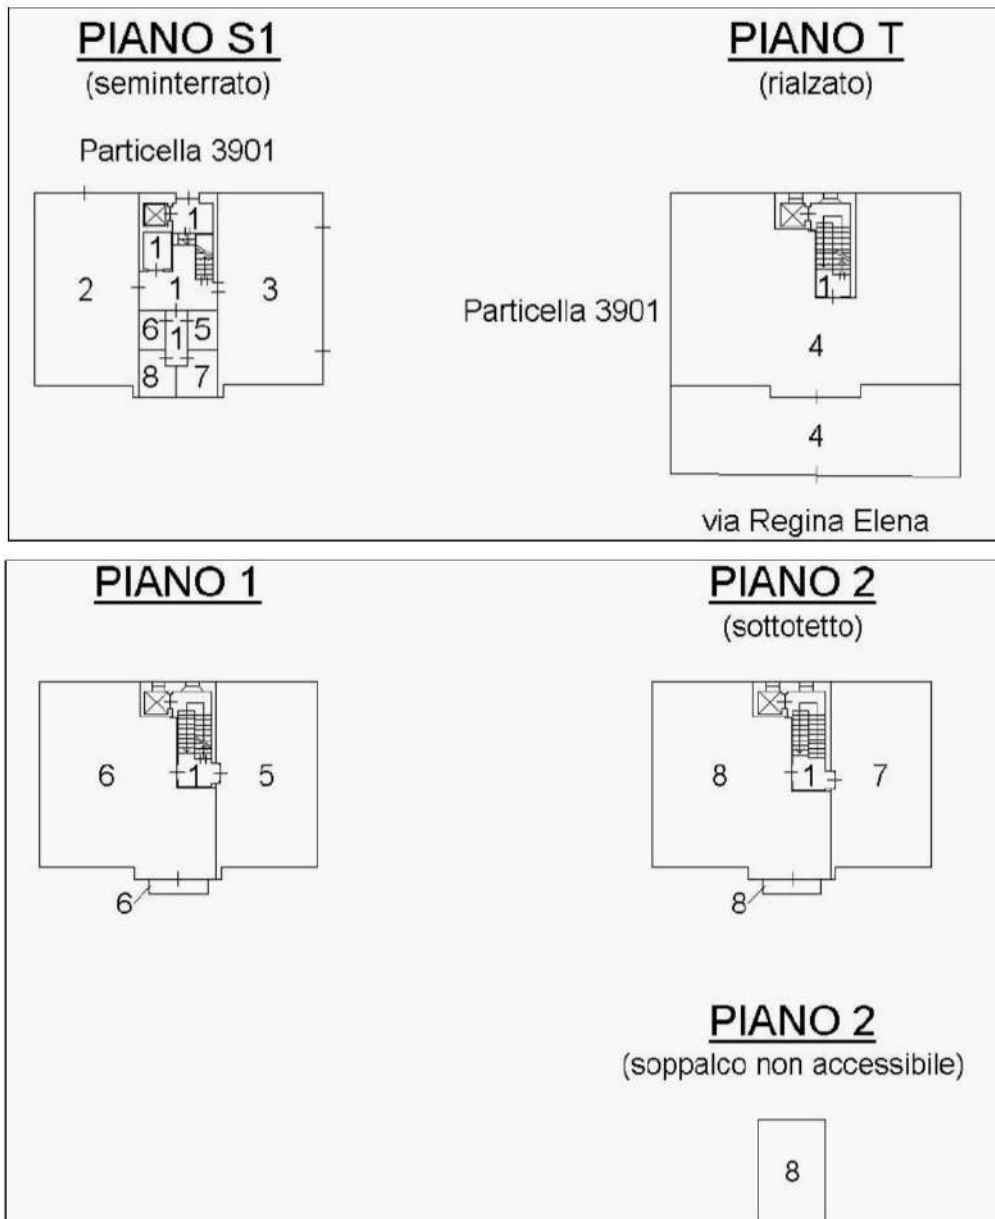 PIANO S1
(seminterrato)
Particella 3901
1
1
2
1
3
6
1
5
8
7
PIANO T
(rialzato)
1
Particella 3901
4
4
via Regina Elena
PIANO 1
6
1
5
6
PIANO 2
(sottotetto)
8
1
7
8
PIANO 2
(soppalco non accessibile)
8